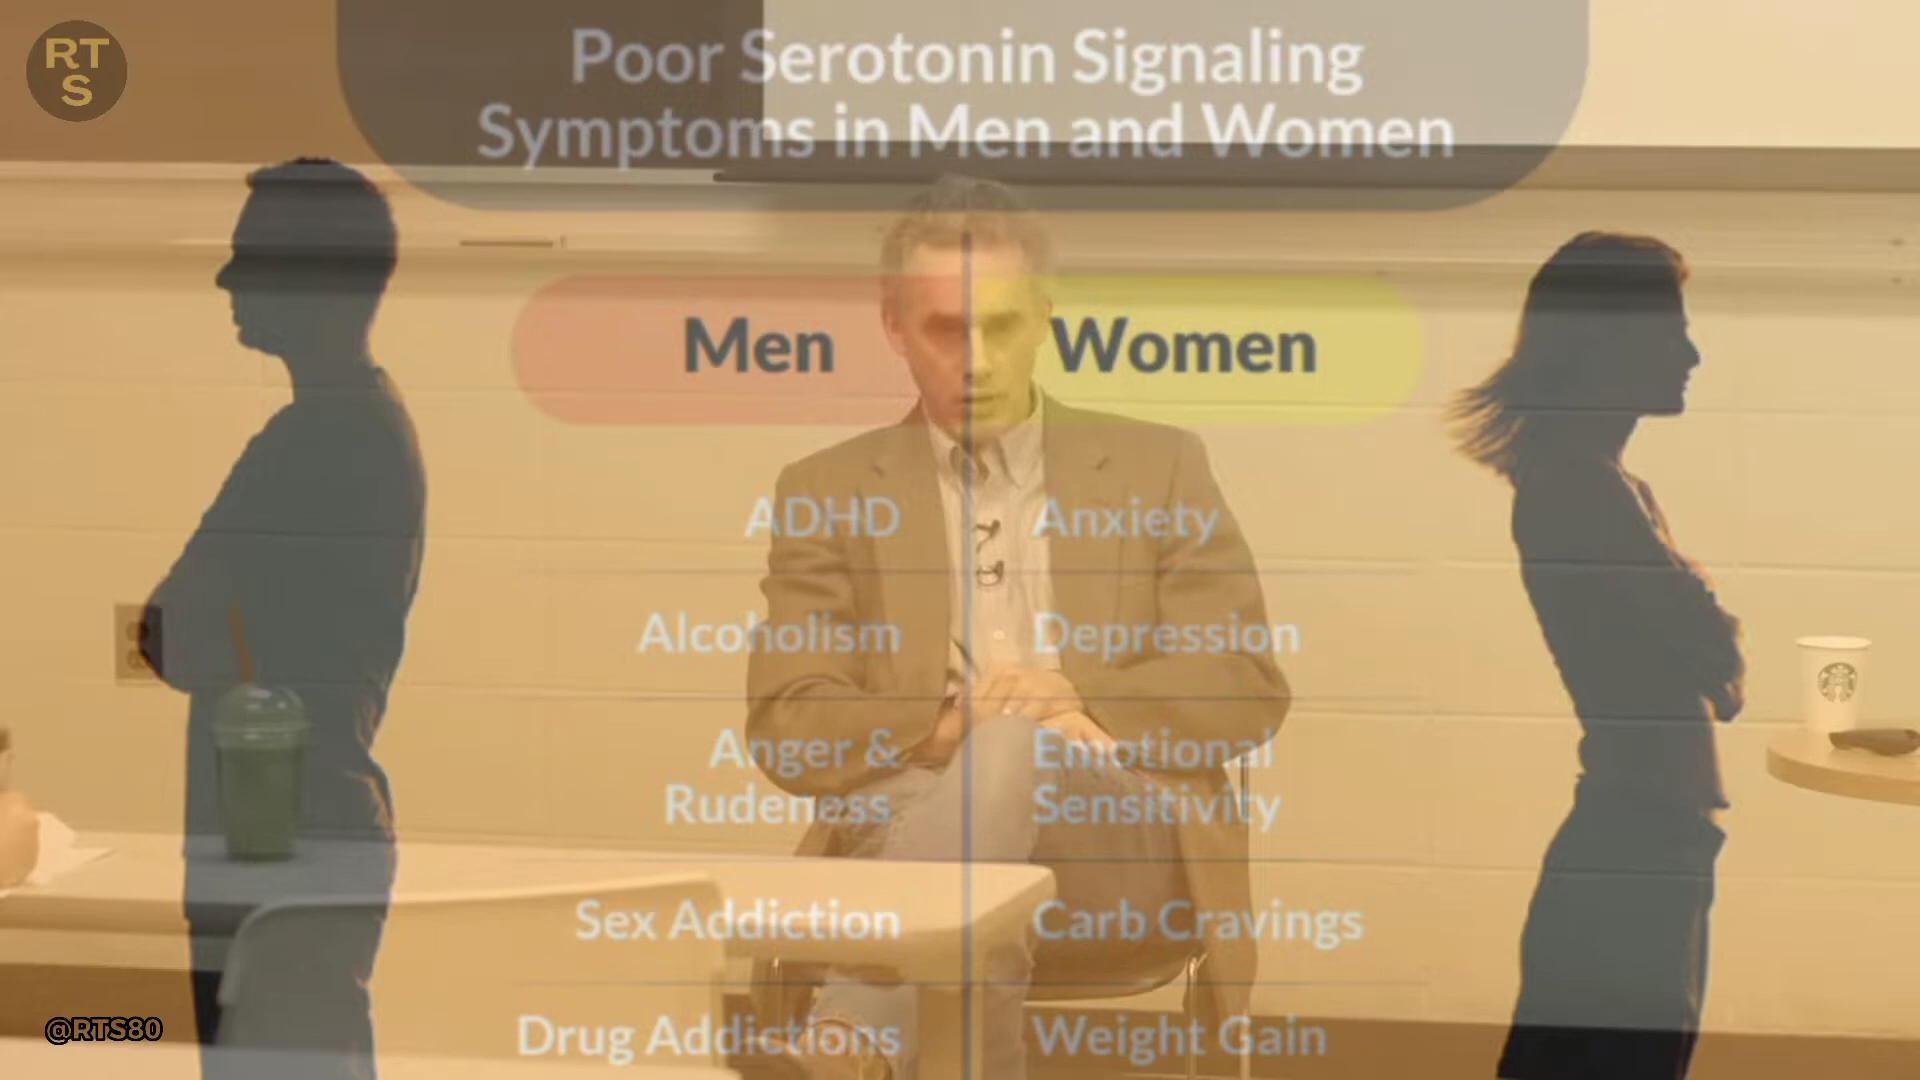 RT
S
Poor Serotonin Signaling
Symptoms in Men and Women
Men
Women
ADHD
Anxiety
Alcoholism
Depression
Anger &
Rudeness
Emotional
Sensitivity
Sex Addiction
Carb Cravings
Drug Addictions
Weight Gain
@RTS80